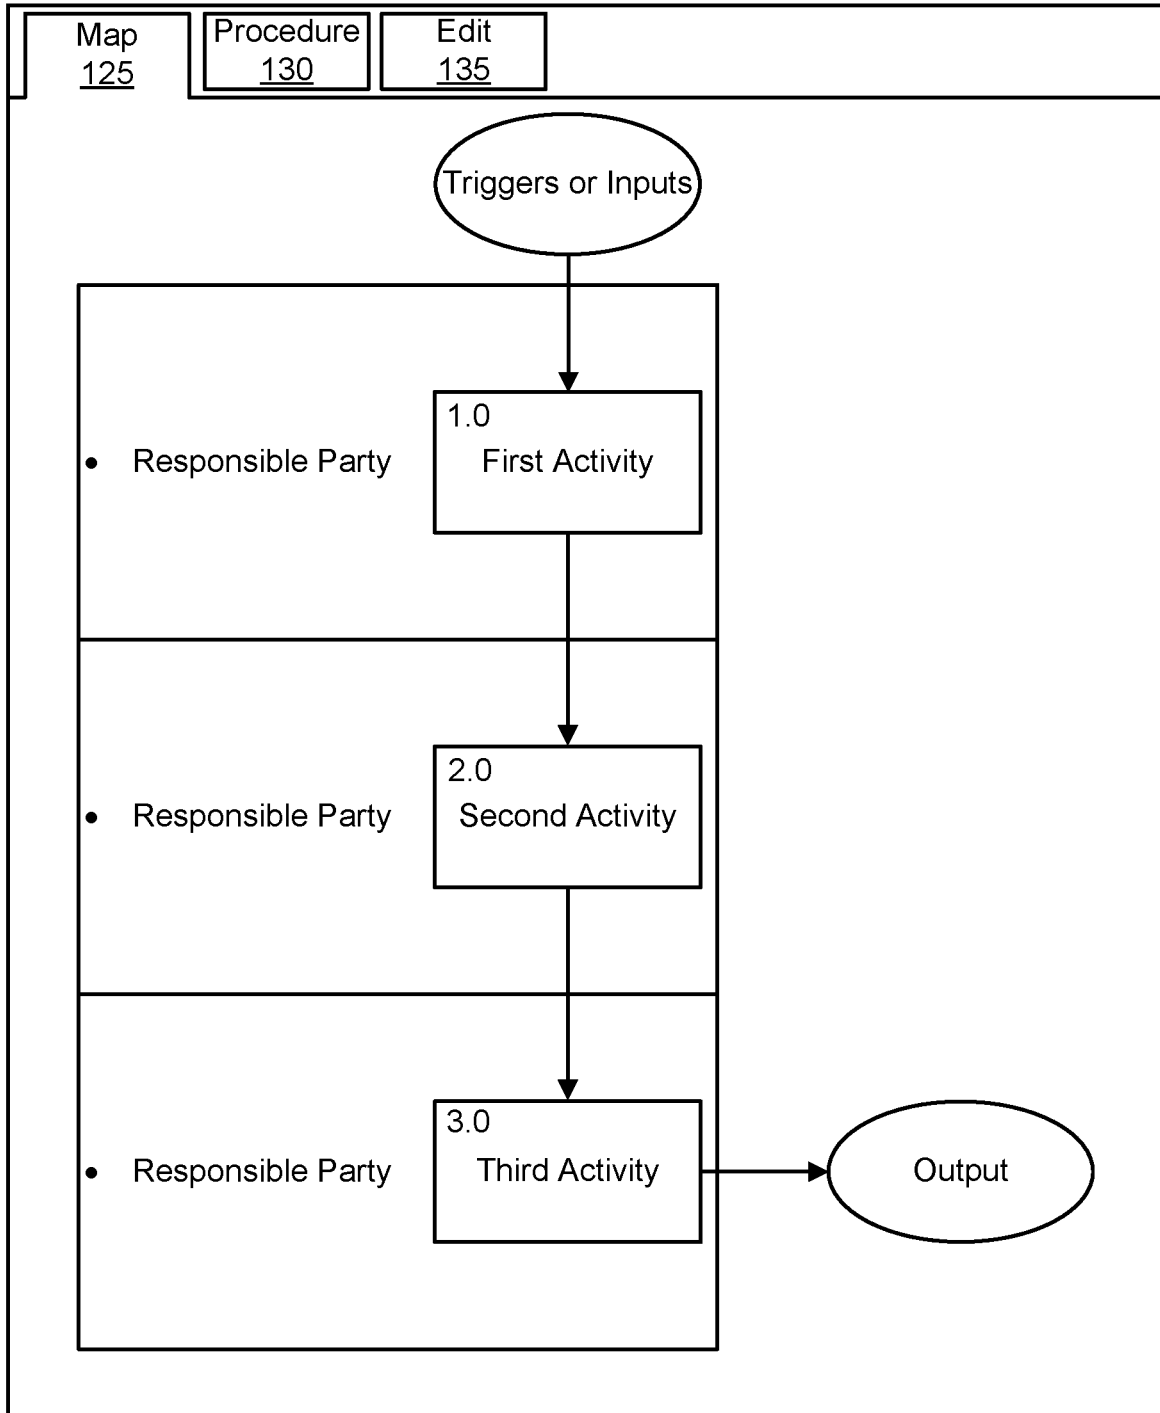 Map
125
Procedure
130
Edit
135
Triggers or Inputs
1.0
• Responsible Party
First Activity
2.0
• Responsible Party
Second Activity
3.0
• Responsible Party
Third Activity
Output